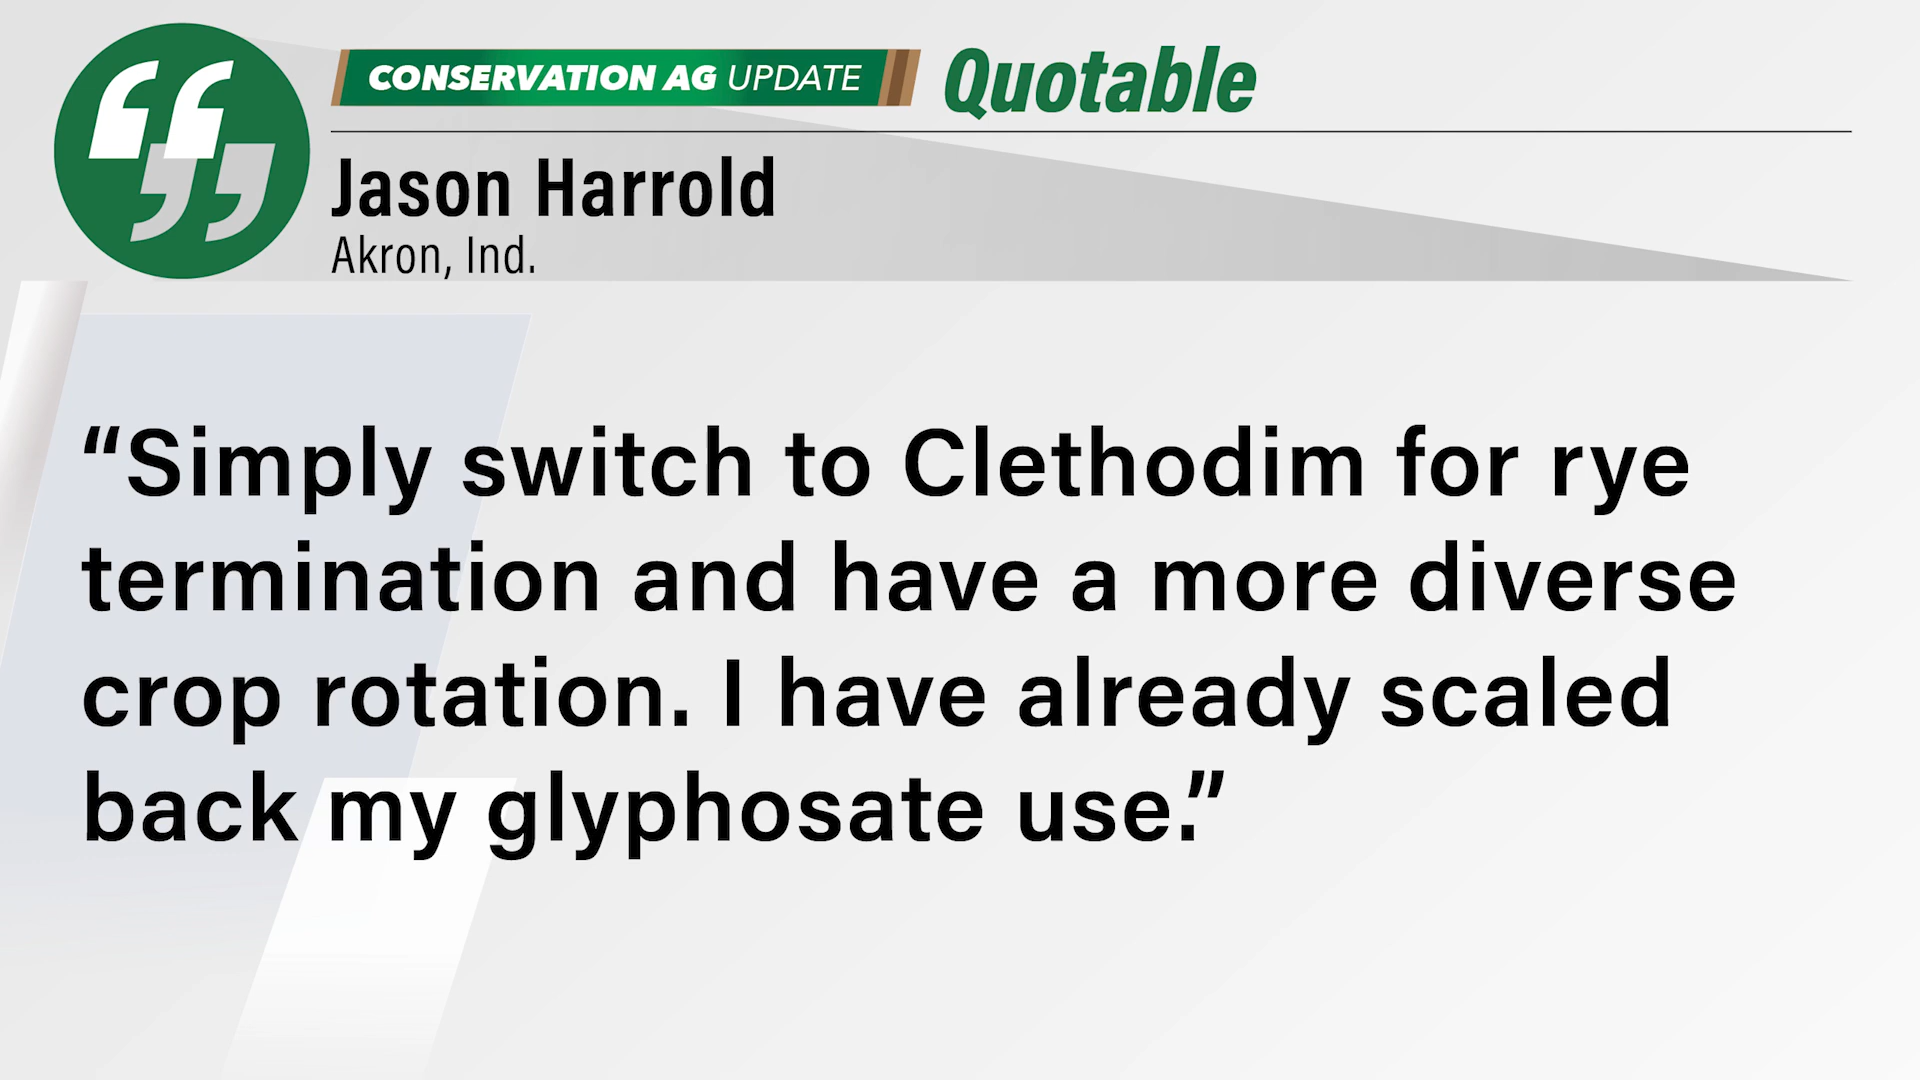 CONSERVATION AG UPDATE Quotable
Jason Harrold
Akron, Ind.
“Simply switch to Clethodim for rye
termination and have a more diverse
crop rotation. I have already scaled
back my glyphosate use.”